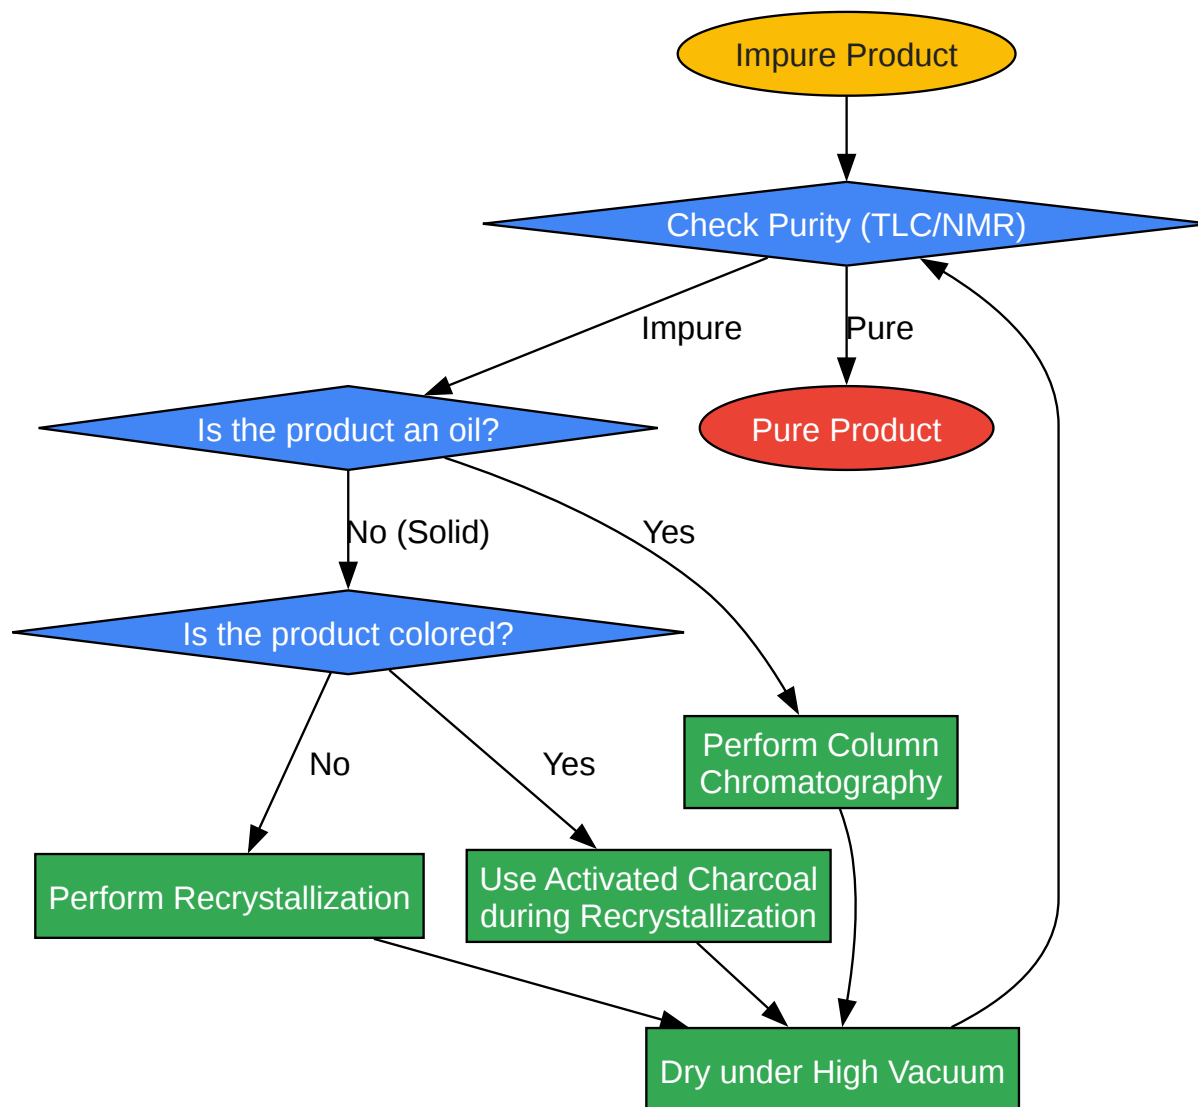 Impure Product
Check Purity (TLC/NMR)
Impure
Pure
Is the product an oil?
Pure Product
No (Solid)
Yes
Is the product colored?
No
Yes
Perform Column
Chromatography
Perform Recrystallization
Use Activated Charcoal
during Recrystallization
Dry under High Vacuum